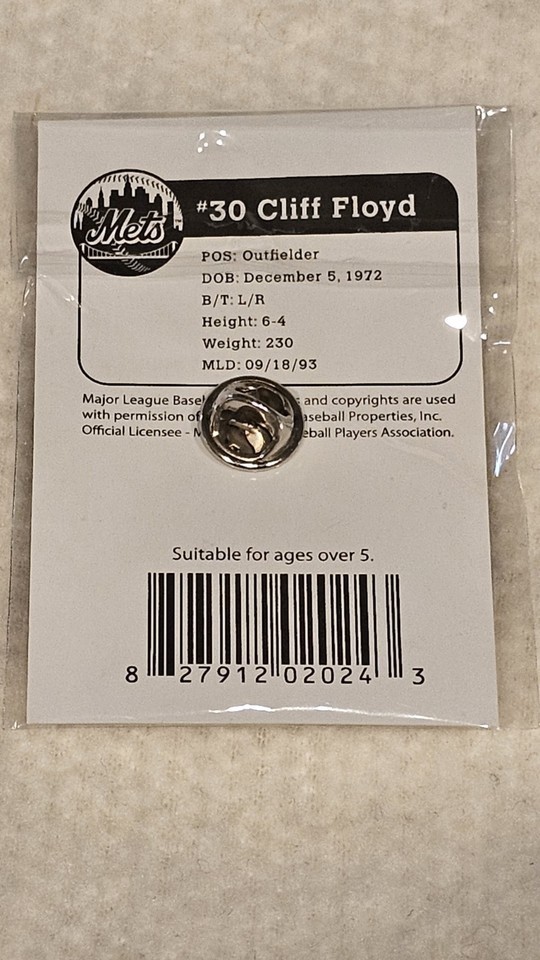 Mets
#30 Cliff Floyd
POS: Outfielder
DOB: December 5, 1972
B/T: L/R
Height: 6-4
Weight: 230
MLD: 09/18/93
Major League and copyrights are used
with permission of Properties, Inc.
Official Licensee - Players Association.
Suitable for ages over 5.
8 27912 02024 3